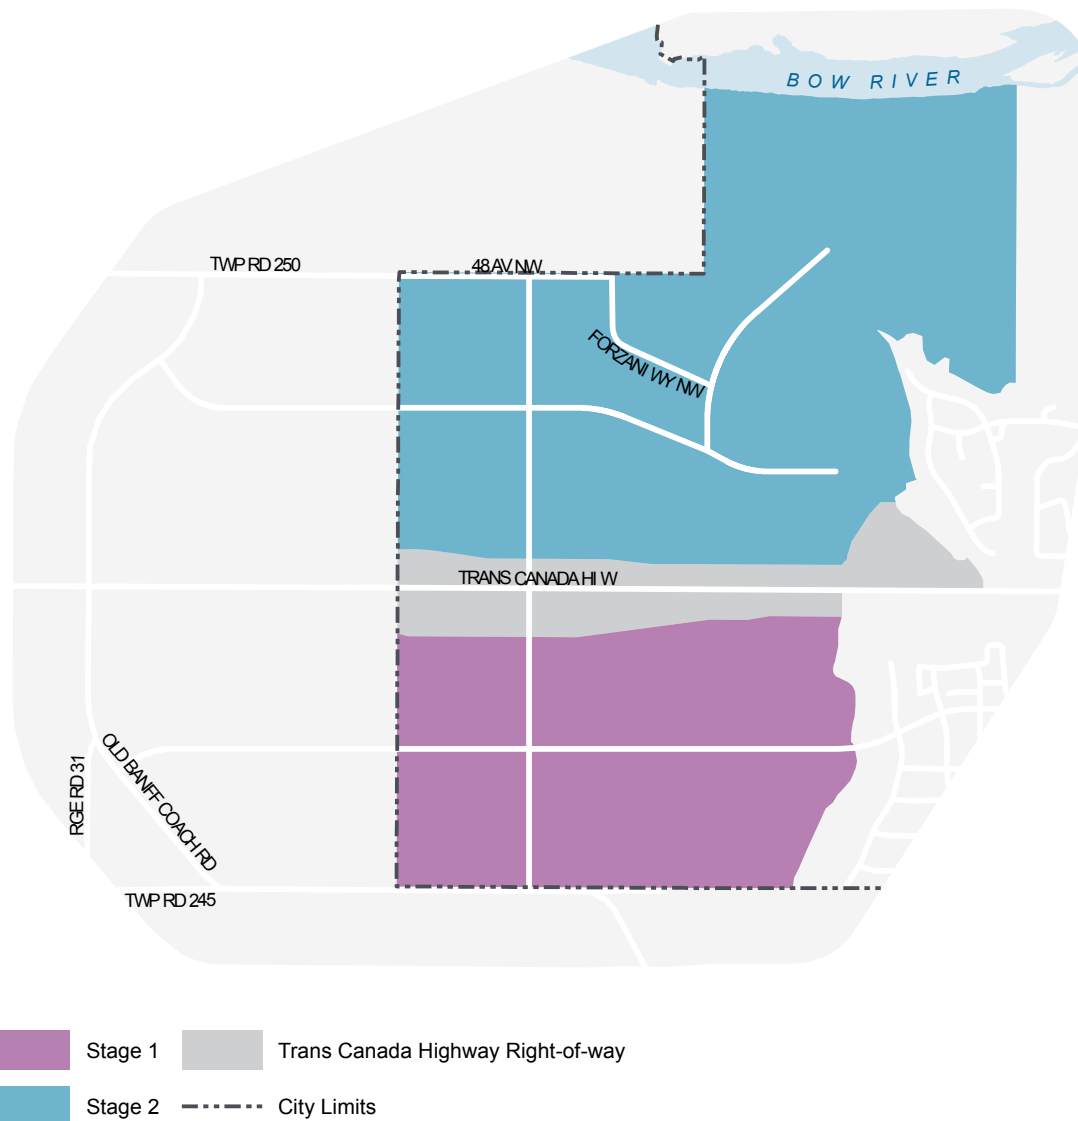 BOW RIVER
TWP RD 250
48 AV NW
FORZANI WY NW
TRANS CANADA HI W
OLD BANFF COACH RD
RGE RD 31
TWP RD 245
Stage 1
Trans Canada Highway Right-of-way
Stage 2
City Limits